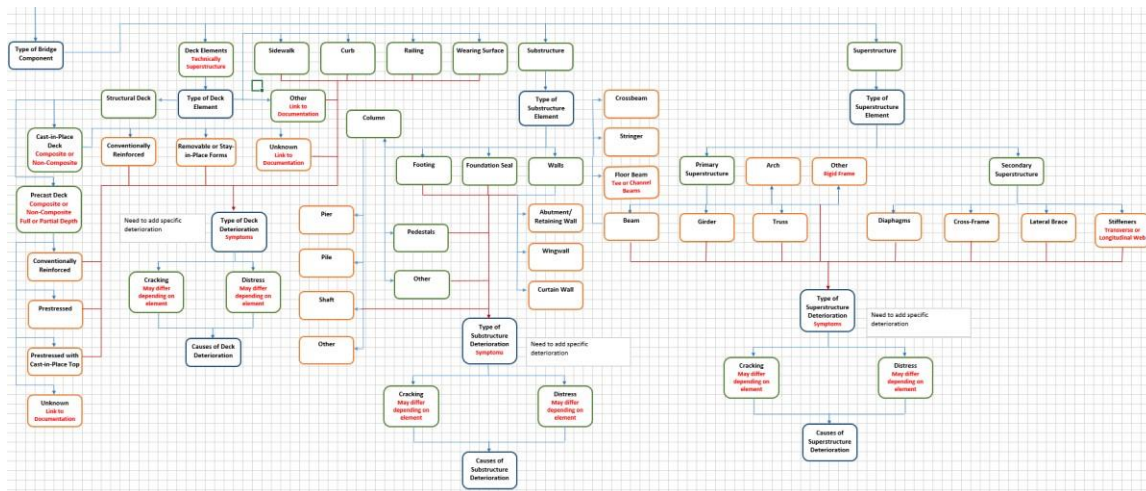 Type of Bridge
Component
Deck Elements
Technically
Superstructure
Sidewalk
Curb
Railing
Wearing Surface
Substructure
Superstructure
Structural Deck
Type of Deck
Element
Other
Link to
Documentation
Type of
Substructure
Element
Crossbeam
Type of
Superstructure
Element
Column
Cast-in-Place
Deck
Composite or
Non-Composite
Conventionally
Reinforced
Removable or Stay-
in-Place Forms
Unknown
Link to
Documentation
Stringer
Footing
Foundation Seal
Walls
Floor Beam
Tee or Channel
Beams
Primary
Superstructure
Arch
Other
Rigid Frame
Secondary
Superstructure
Precast Deck
Composite or
Non-Composite
Full or Partial Depth
Need to add specific
deterioration
Type of Deck
Deterioration
Symptoms
Pier
Pedestals
Abutment/
Retaining Wall
Beam
Girder
Truss
Diaphagms
Cross-Frame
Lateral Brace
Stiffeners
Transverse or
Longitudinal Web
Conventionally
Reinforced
Cracking
May differ
depending on
element
Distress
May differ
depending on
element
Pile
Other
Wingwall
Curtain Wall
Prestressed
Shaft
Type of
Superstructure
Deterioration
Symptoms
Need to add specific
deterioration
Causes of Deck
Deterioration
Prestressed with
Cast-in-Place Top
Other
Type of
Substructure
Deterioration
Symptoms
Need to add specific
deterioration
Cracking
May differ
depending on
element
Distress
May differ
depending on
element
Unknown
Link to
Documentation
Cracking
May differ
depending on
element
Distress
May differ
depending on
element
Causes of
Superstructure
Deterioration
Causes of
Substructure
Deterioration